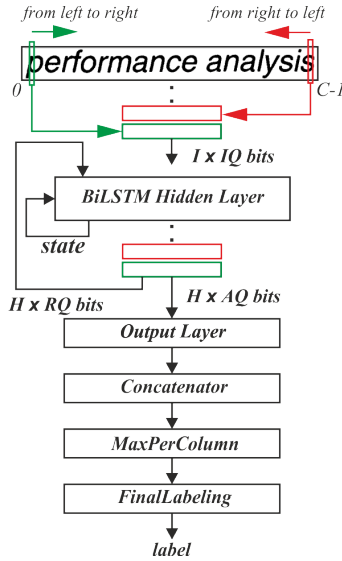 from left to right from right to left
performance analysis
0 C-1
I x IQ bits
BiLSTM Hidden Layer
state
H x RQ bits H x AQ bits
Output Layer
Concatenator
MaxPerColumn
FinalLabeling
label